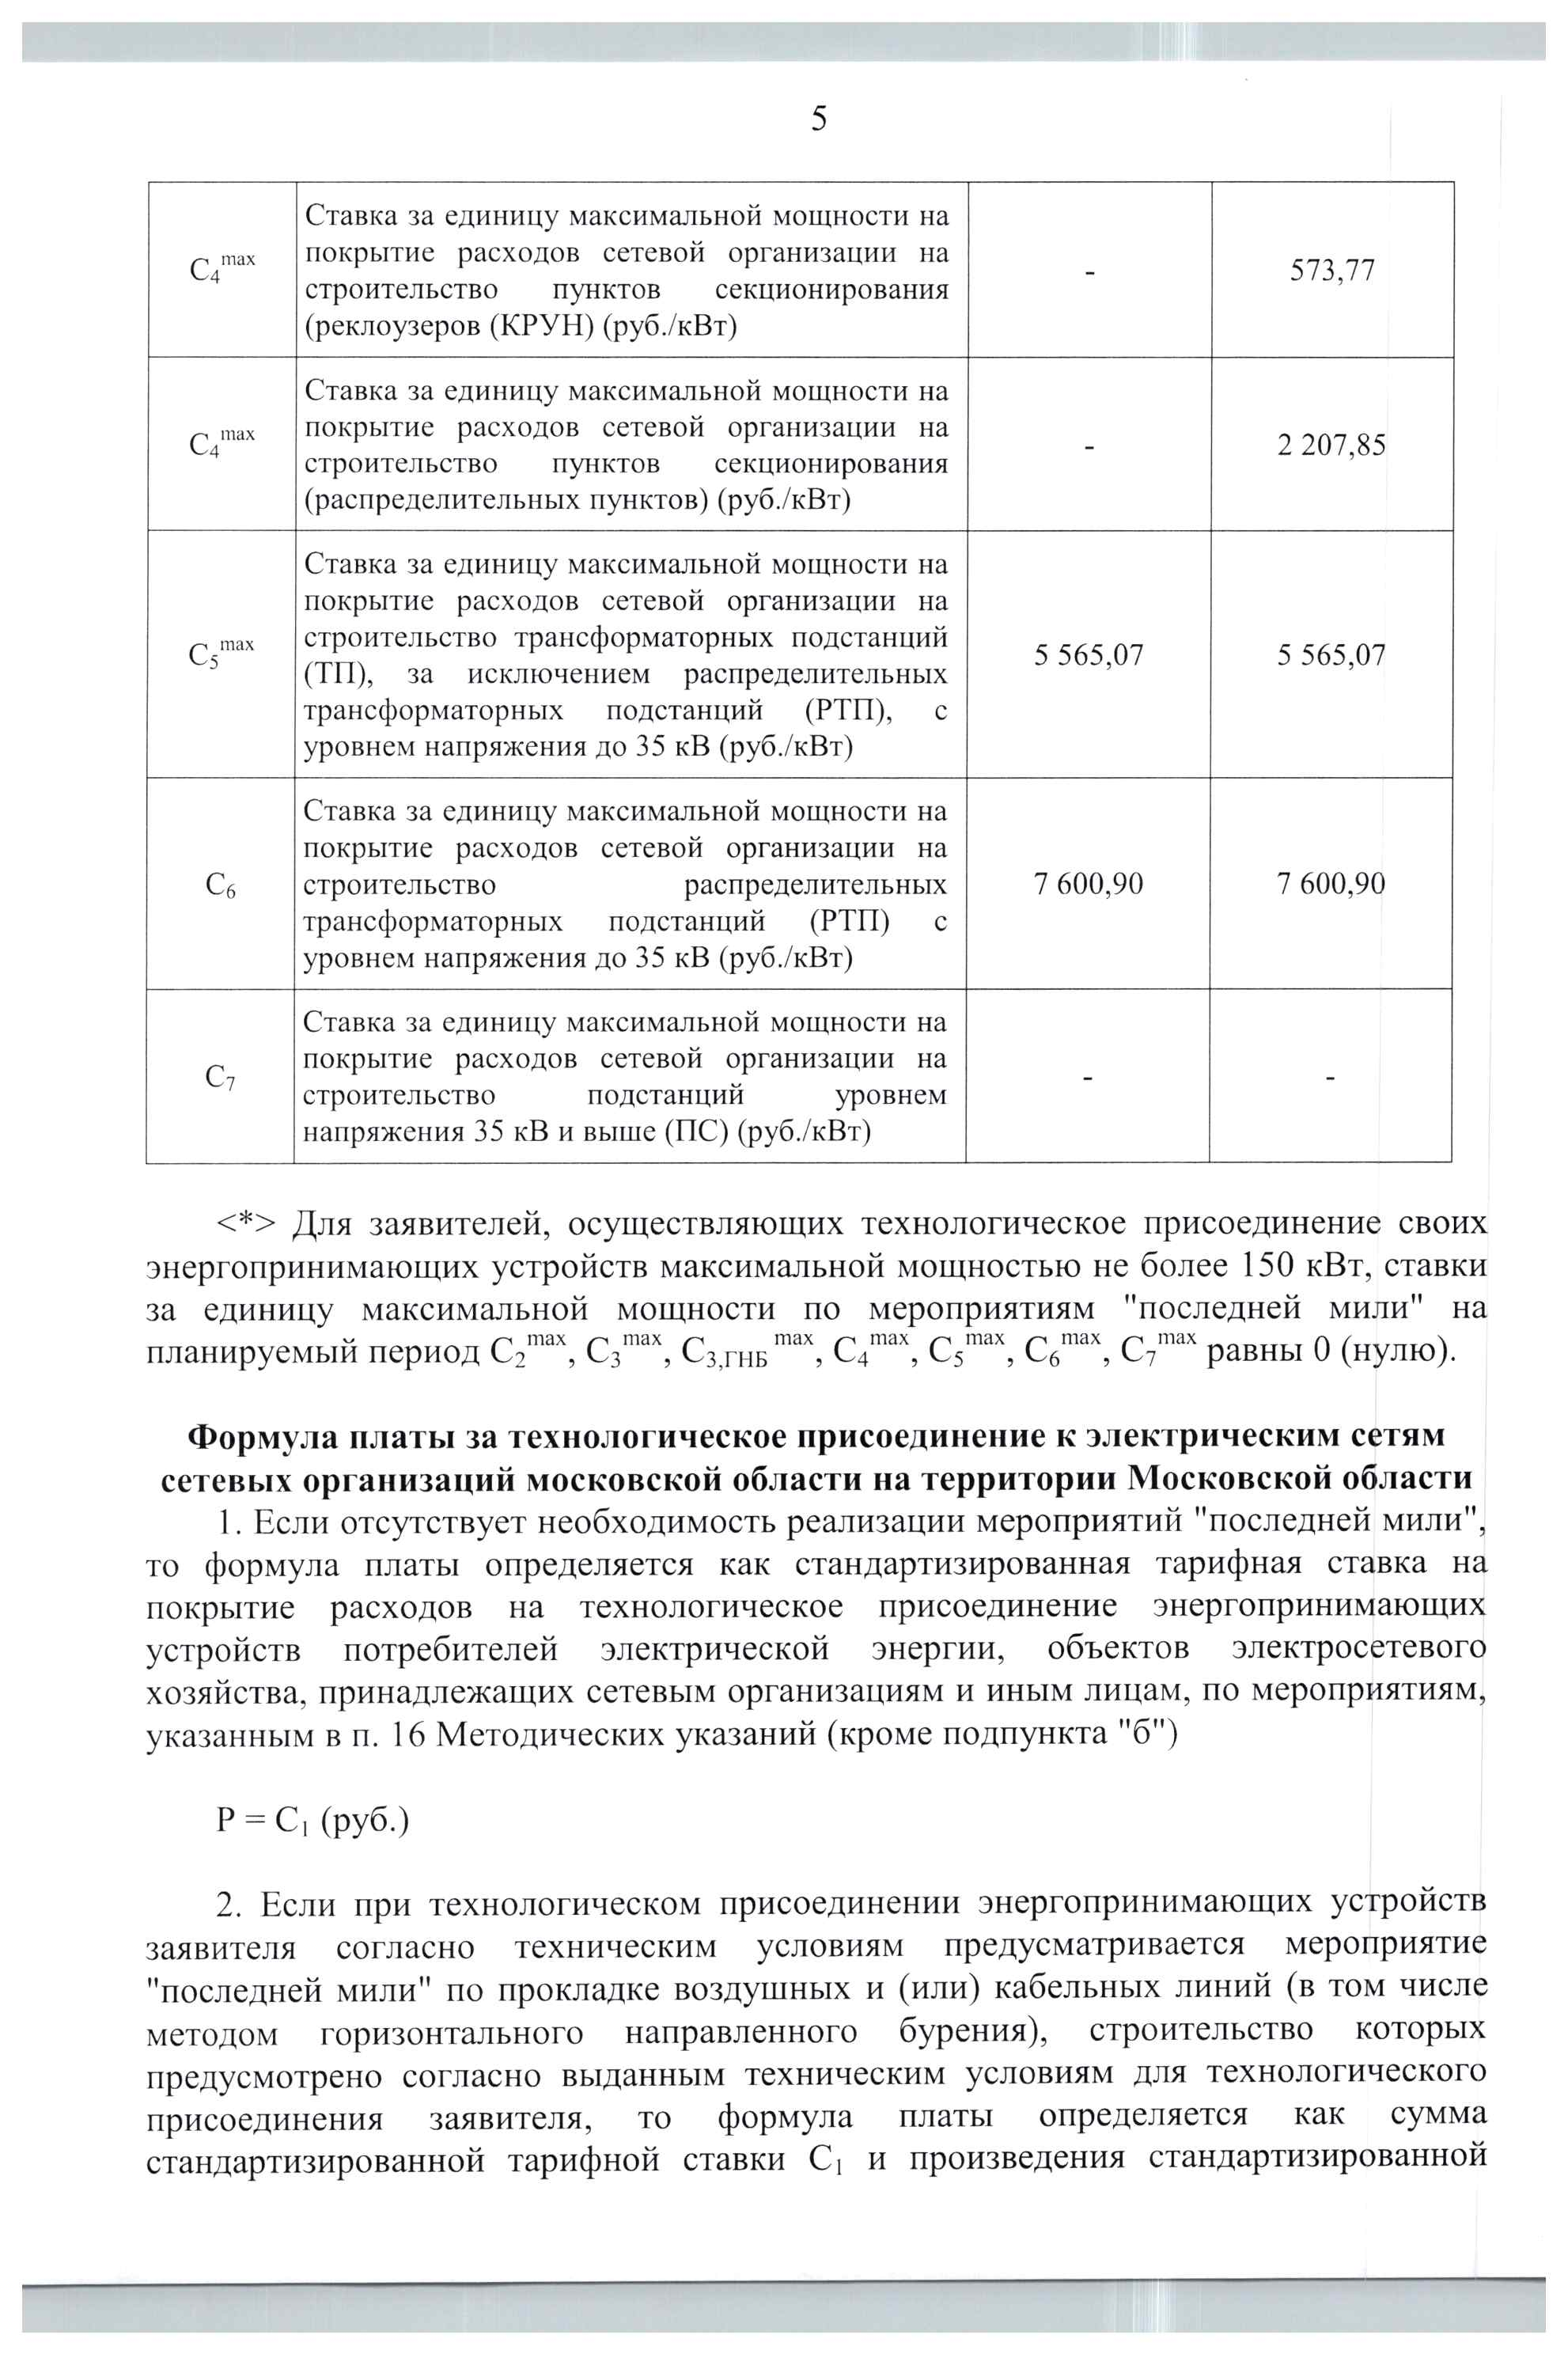 5
C₄ᵐᵃˣ
Ставка за единицу максимальной мощности на
покрытие расходов сетевой организации на
строительство пунктов секционирования
(реклоузеров (КРУН) (руб./кВт)
-
573,77
C₄ᵐᵃˣ
Ставка за единицу максимальной мощности на
покрытие расходов сетевой организации на
строительство пунктов секционирования
(распределительных пунктов) (руб./кВт)
-
2 207,85
C₅ᵐᵃˣ
Ставка за единицу максимальной мощности на
покрытие расходов сетевой организации на
строительство трансформаторных подстанций
(ТП), за исключением распределительных
трансформаторных подстанций (РТП), с
уровнем напряжения до 35 кВ (руб./кВт)
5 565,07
5 565,07
C₆
Ставка за единицу максимальной мощности на
покрытие расходов сетевой организации на
строительство распределительных
трансформаторных подстанций (РТП) с
уровнем напряжения до 35 кВ (руб./кВт)
7 600,90
7 600,90
C₇
Ставка за единицу максимальной мощности на
покрытие расходов сетевой организации на
строительство подстанций уровнем
напряжения 35 кВ и выше (ПС) (руб./кВт)
-
-
<*> Для заявителей, осуществляющих технологическое присоединение своих
энергопринимающих устройств максимальной мощностью не более 150 кВт, ставки
за единицу максимальной мощности по мероприятиям "последней мили" на
планируемый период C₂ᵐᵃˣ, C₃ᵐᵃˣ, C₃,ГНБ ᵐᵃˣ, C₄ᵐᵃˣ, C₅ᵐᵃˣ, C₆ᵐᵃˣ, C₇ᵐᵃˣ равны 0 (нулю).
Формула платы за технологическое присоединение к электрическим сетям
сетевых организаций московской области на территории Московской области
1. Если отсутствует необходимость реализации мероприятий "последней мили",
то формула платы определяется как стандартизированная тарифная ставка на
покрытие расходов на технологическое присоединение энергопринимающих
устройств потребителей электрической энергии, объектов электросетевого
хозяйства, принадлежащих сетевым организациям и иным лицам, по мероприятиям,
указанным в п. 16 Методических указаний (кроме подпункта "б")
P = C₁ (руб.)
2. Если при технологическом присоединении энергопринимающих устройств
заявителя согласно техническим условиям предусматривается мероприятие
"последней мили" по прокладке воздушных и (или) кабельных линий (в том числе
методом горизонтального направленного бурения), строительство которых
предусмотрено согласно выданным техническим условиям для технологического
присоединения заявителя, то формула платы определяется как сумма
стандартизированной тарифной ставки C₁ и произведения стандартизированной